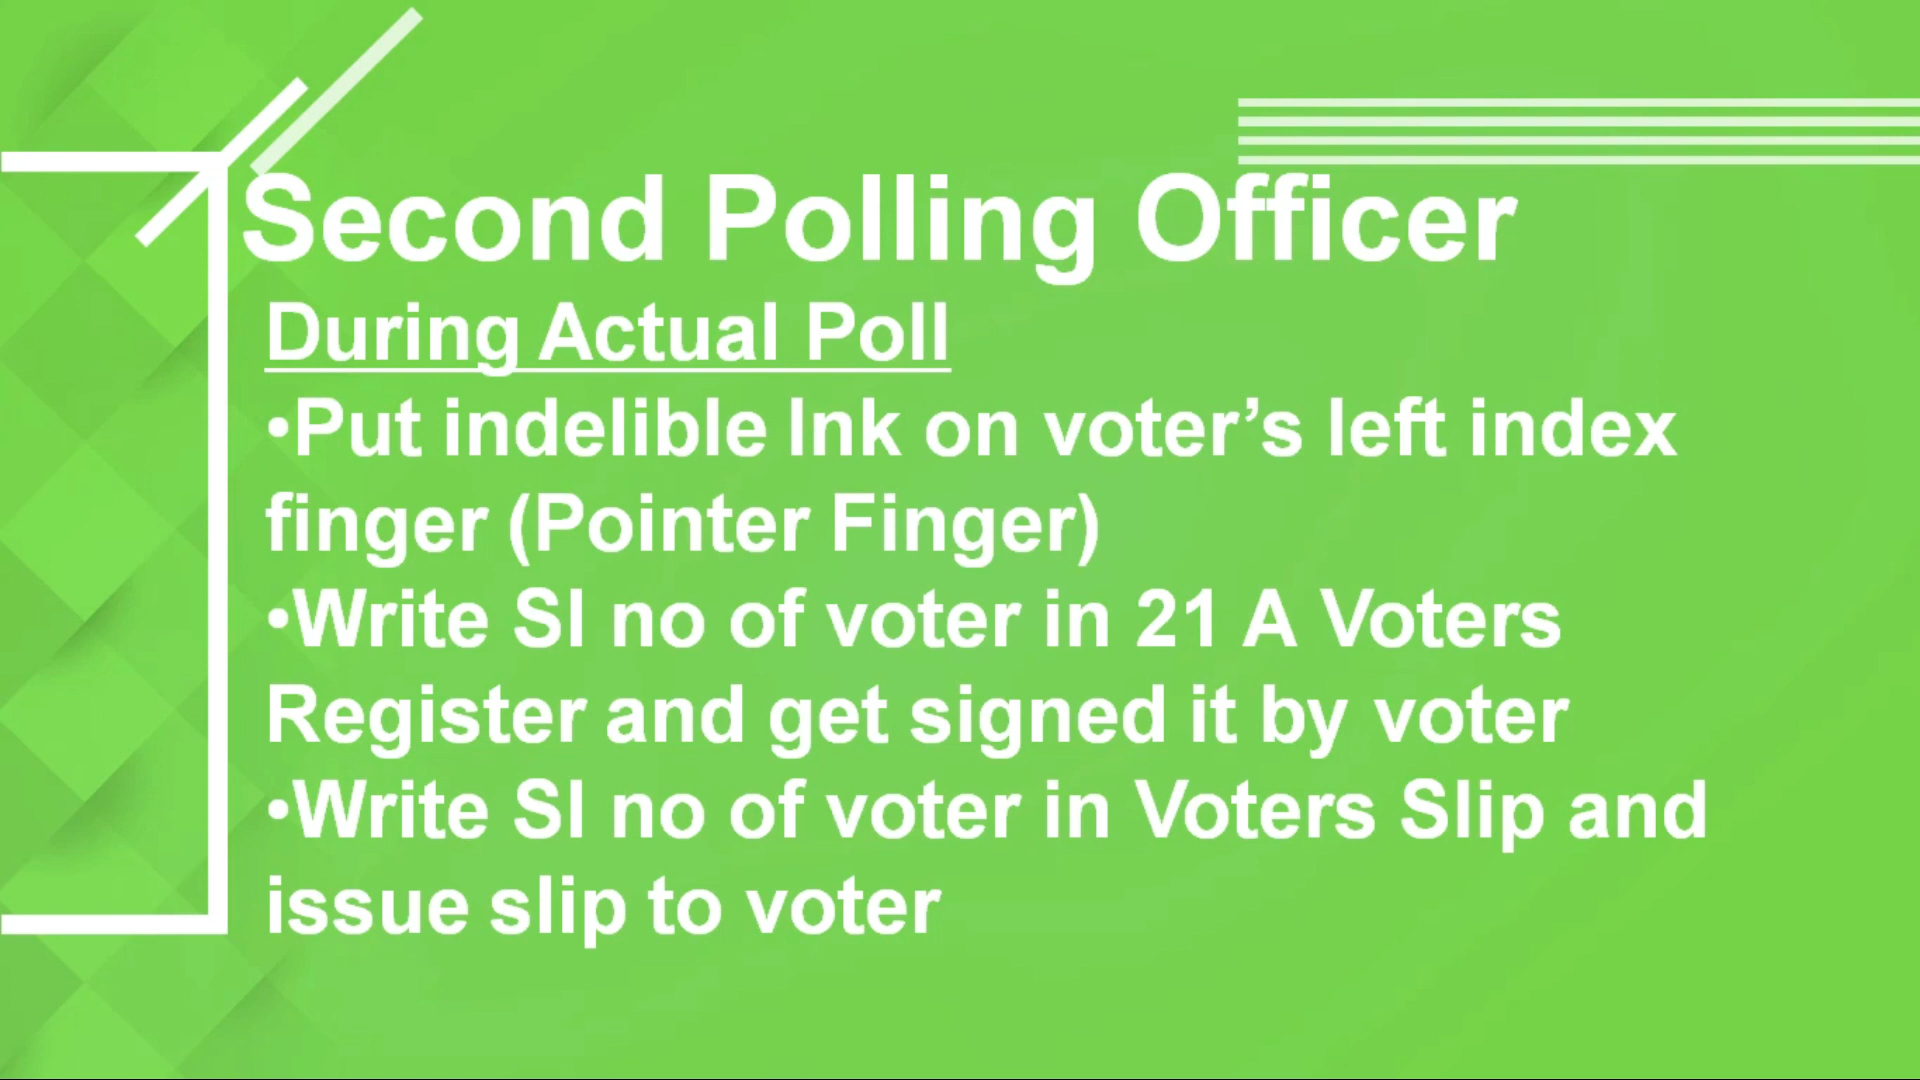 Second Polling Officer
During Actual Poll
•Put indelible Ink on voter’s left index
finger (Pointer Finger)
•Write Sl no of voter in 21 A Voters
Register and get signed it by voter
•Write Sl no of voter in Voters Slip and
issue slip to voter